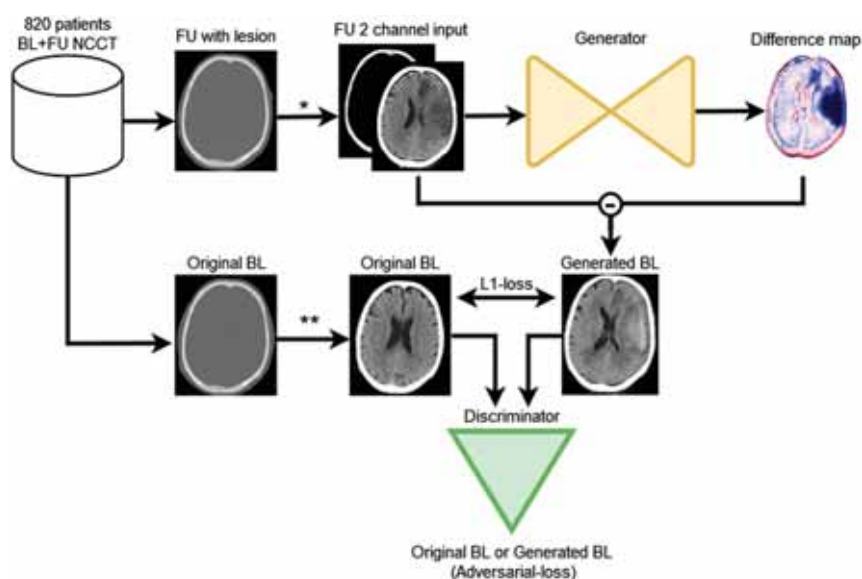 820 patients
BL+FU NCCT
FU with lesion
FU 2 channel input
Generator
Difference map
*
-
Original BL
Original BL
Generated BL
L1-loss
**
Discriminator
Original BL or Generated BL
(Adversarial-loss)